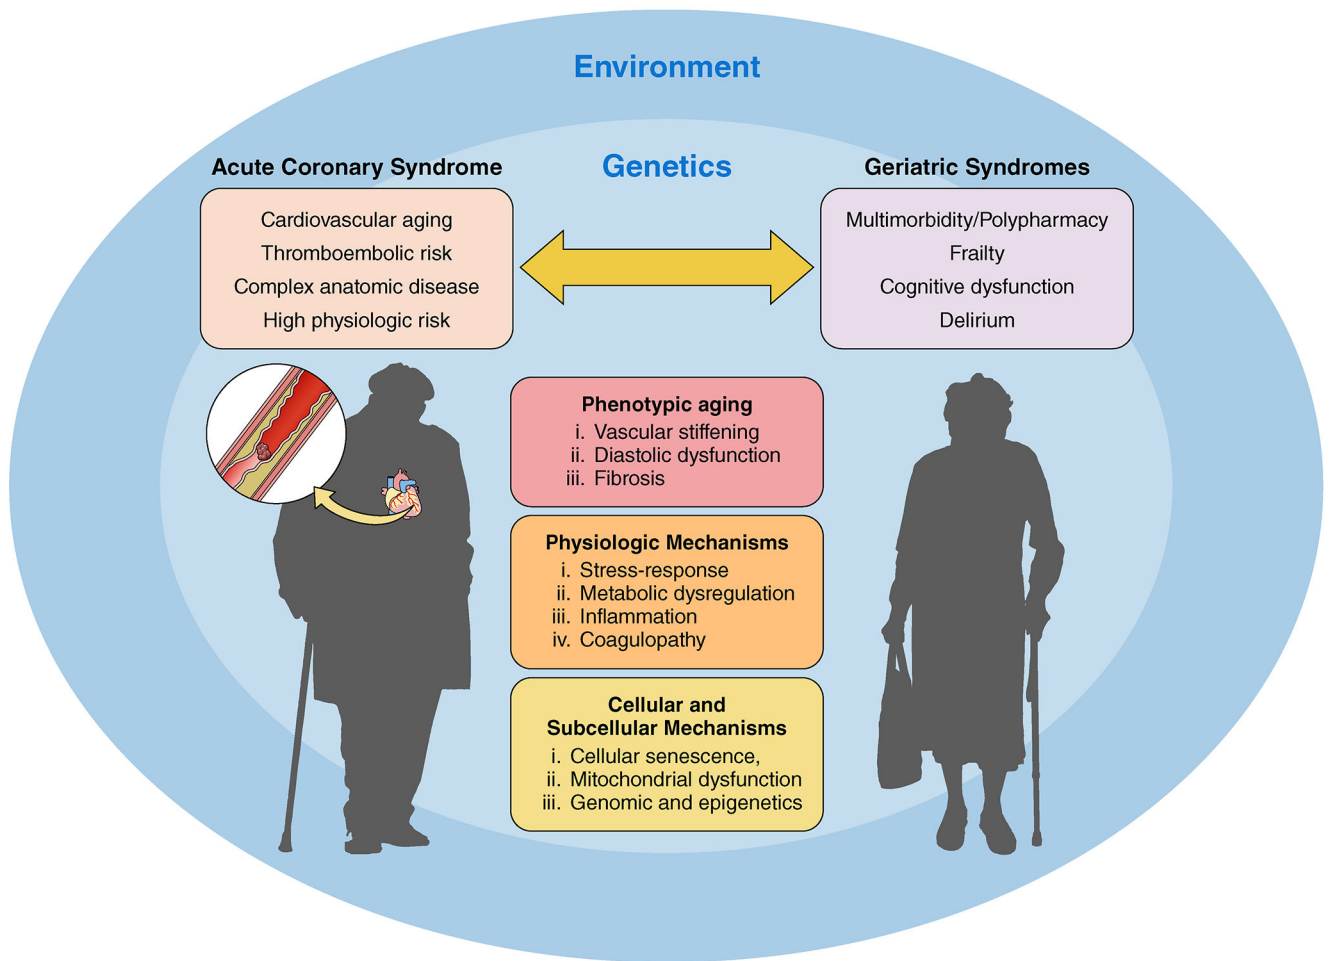 Environment
Genetics
Acute Coronary Syndrome
Cardiovascular aging
Thromboembolic risk
Complex anatomic disease
High physiologic risk
Geriatric Syndromes
Multimorbidity/Polypharmacy
Frailty
Cognitive dysfunction
Delirium
Phenotypic aging
i. Vascular stiffening
ii. Diastolic dysfunction
iii. Fibrosis
Physiologic Mechanisms
i. Stress-response
ii. Metabolic dysregulation
iii. Inflammation
iv. Coagulopathy
Cellular and
Subcellular Mechanisms
i. Cellular senescence,
ii. Mitochondrial dysfunction
iii. Genomic and epigenetics